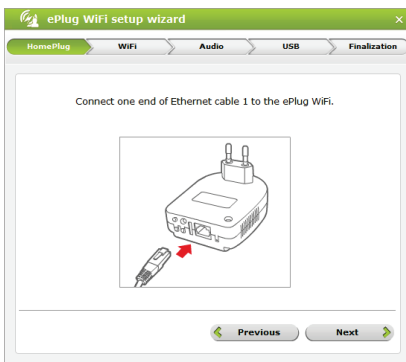 ePlug WiFi setup wizard
HomePlug WiFi Audio USB Finalization
Connect one end of Ethernet cable 1 to the ePlug WiFi.
Previous Next